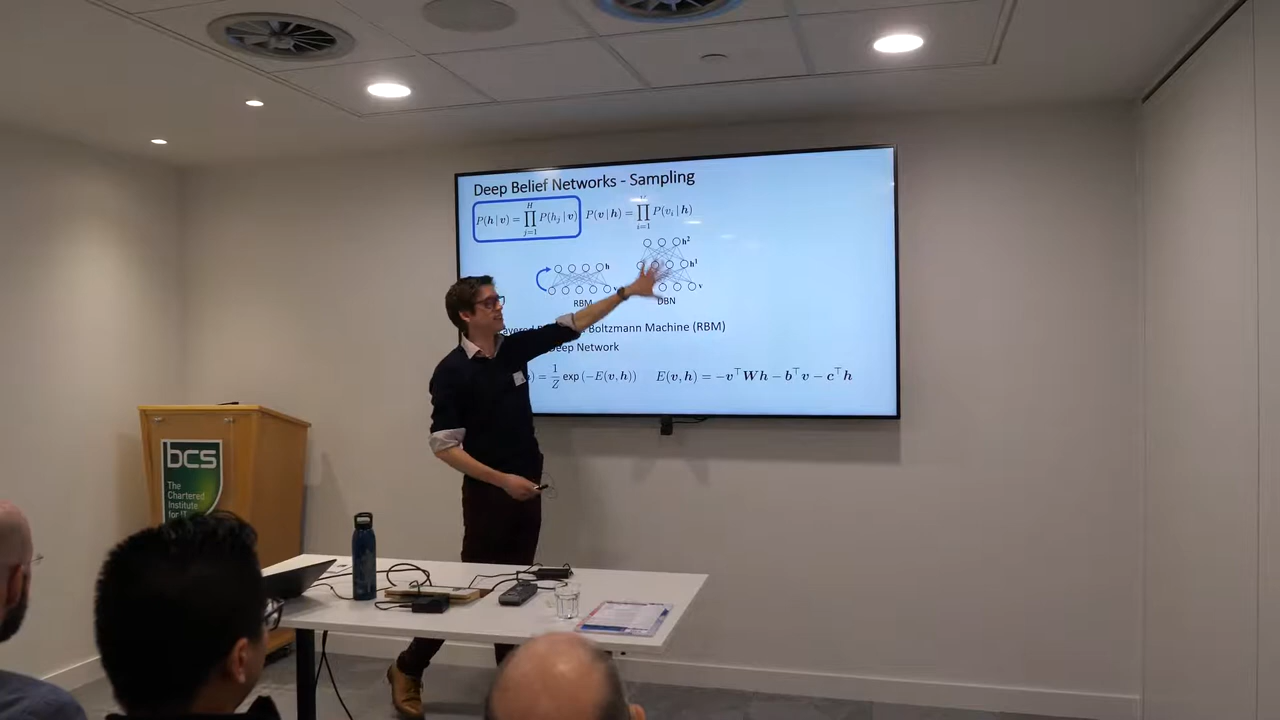 Deep Belief Networks - Sampling
P(h | v) = ∏_{j=1}^{H} P(h_j | v) P(v | h) = ∏_{i=1} P(v_i | h)
h²
h h¹
v v
RBM DBN
ayered Boltzmann Machine (RBM)
Deep Network
h) = 1/Z exp (−E(v, h)) E(v, h) = −v⊤Wh − b⊤v − c⊤h
bcs
The
Chartered
Institute
for IT